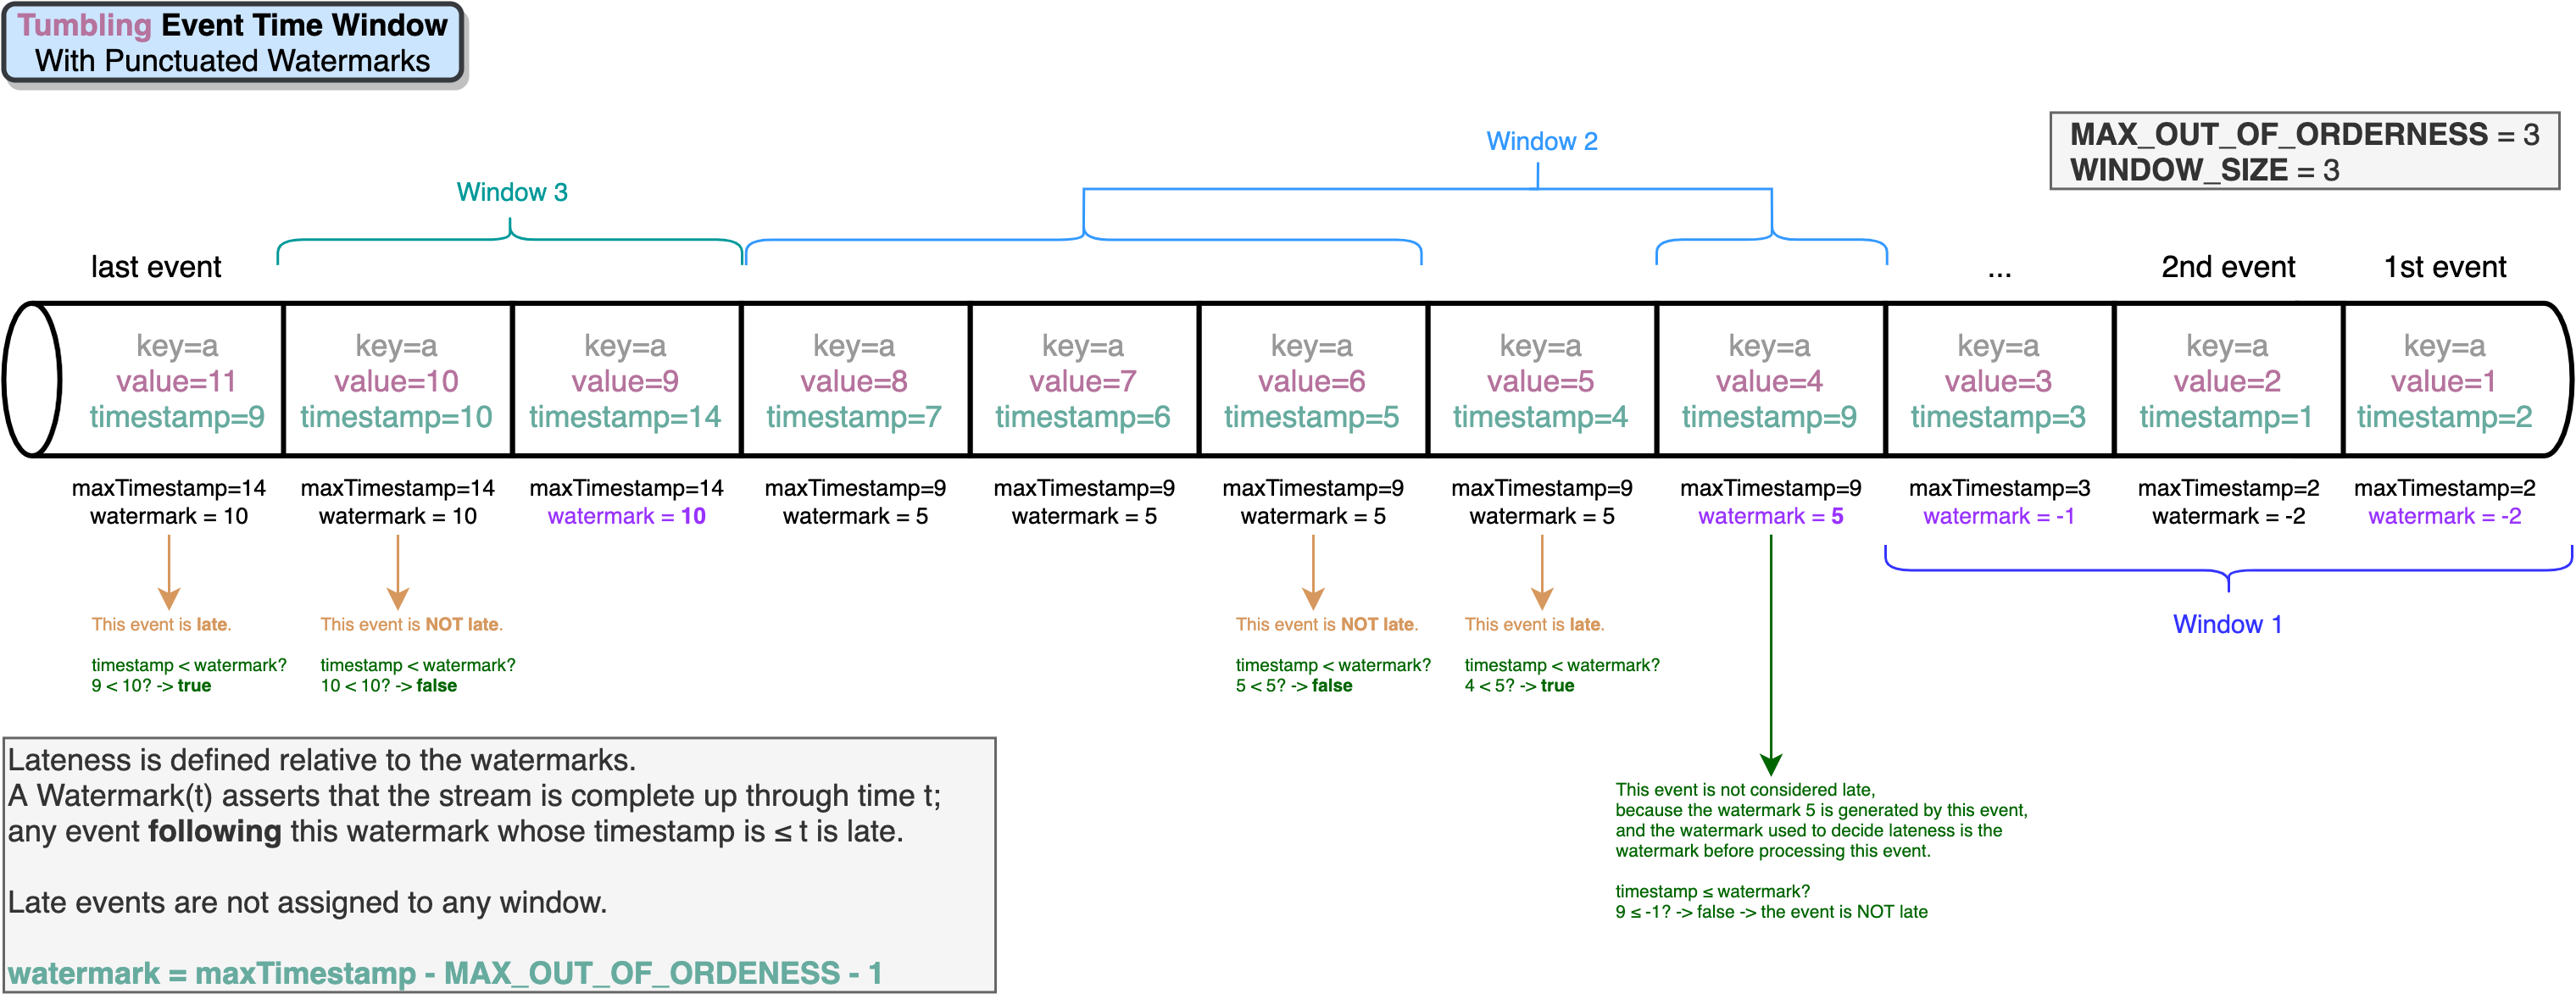 Tumbling Event Time Window
With Punctuated Watermarks
MAX_OUT_OF_ORDERNESS = 3
WINDOW_SIZE = 3
Window 2
Window 3
last event
...
2nd event
1st event
key=a
value=11
timestamp=9
key=a
value=10
timestamp=10
key=a
value=9
timestamp=14
key=a
value=8
timestamp=7
key=a
value=7
timestamp=6
key=a
value=6
timestamp=5
key=a
value=5
timestamp=4
key=a
value=4
timestamp=9
key=a
value=3
timestamp=3
key=a
value=2
timestamp=1
key=a
value=1
timestamp=2
maxTimestamp=14
watermark = 10
maxTimestamp=14
watermark = 10
maxTimestamp=14
watermark = 10
maxTimestamp=9
watermark = 5
maxTimestamp=9
watermark = 5
maxTimestamp=9
watermark = 5
maxTimestamp=9
watermark = 5
maxTimestamp=9
watermark = 5
maxTimestamp=3
watermark = -1
maxTimestamp=2
watermark = -2
maxTimestamp=2
watermark = -2
This event is late.
timestamp < watermark?
9 < 10? -> true
This event is NOT late.
timestamp < watermark?
10 < 10? -> false
This event is NOT late.
timestamp < watermark?
5 < 5? -> false
This event is late.
timestamp < watermark?
4 < 5? -> true
Window 1
This event is not considered late,
because the watermark 5 is generated by this event,
and the watermark used to decide lateness is the
watermark before processing this event.
timestamp ≤ watermark?
9 ≤ -1? -> false -> the event is NOT late
Lateness is defined relative to the watermarks.
A Watermark(t) asserts that the stream is complete up through time t;
any event following this watermark whose timestamp is ≤ t is late.
Late events are not assigned to any window.
watermark = maxTimestamp - MAX_OUT_OF_ORDENESS - 1